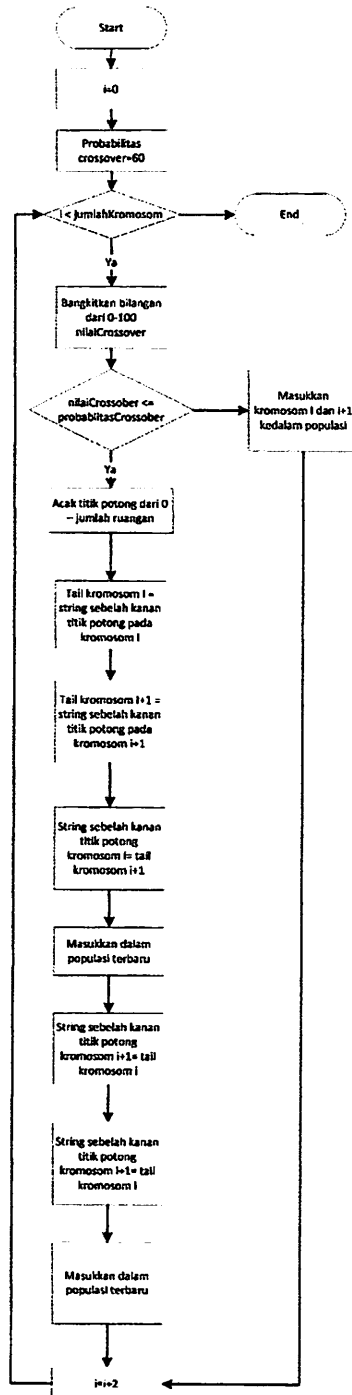 Start
i=0
Probabilitas
crossover=60
i < JumlahKromosom
End
Ya
Bangkitkan bilangan
dari 0-100
nilaiCrossover
nilaiCrossober <=
probablitasCrossober
Masukkan
kromosom i dan i+1
kedalam populasi
Ya
Acak titik potong dari 0
– jumlah ruangan
Tail kromosom i =
string sebelah kanan
titik potong pada
kromosom i
Tail kromosom i+1 =
string sebelah kanan
titik potong pada
kromosom i+1
String sebelah kanan
titik potong
kromosom i= tail
kromosom i+1
Masukkan dalam
populasi terbaru
String sebelah kanan
titik potong
kromosom i+1= tail
kromosom i
String sebelah kanan
titik potong
kromosom i+1= tail
kromosom i
Masukkan dalam
populasi terbaru
i=i+2